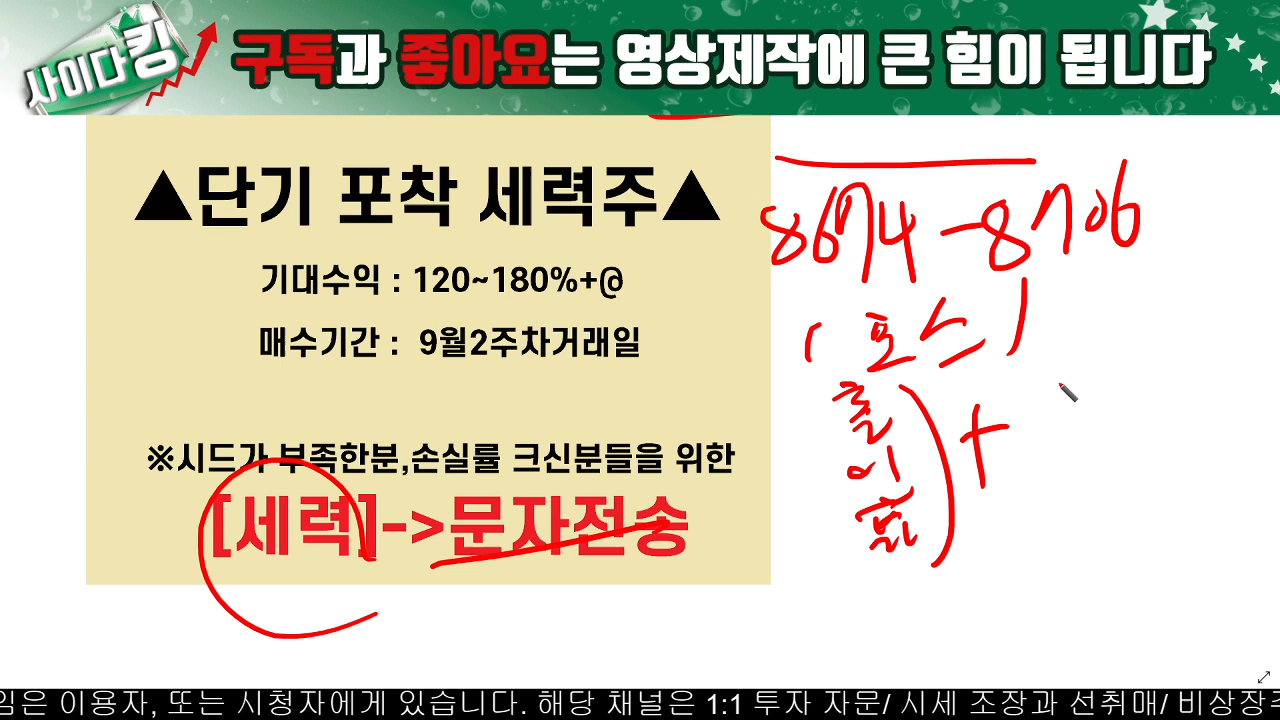 사이다킹
구독과 좋아요는 영상제작에 큰 힘이 됩니다
▲단기 포착 세력주▲
기대수익 : 120~180%+@
매수기간 : 9월2주차거래일
※시드가 부족한분,손실률 크신분들을 위한
[세력]->문자전송
8674-8706
(포스)
임은 이용자, 또는 시청자에게 있습니다. 해당 채널은 1:1 투자 자문/ 시세 조장과 선취매/ 비상장주